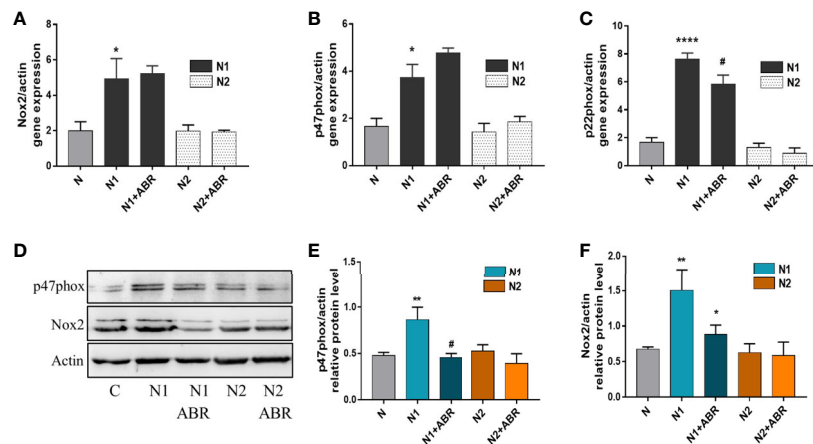 A
Nox2/actin
gene expression
8
6
4
2
0
*
N1
N2
N
N1
N1+ABR
N2
N2+ABR
B
p47phox/actin
gene expression
6
4
2
0
*
N1
N2
N
N1
N1+ABR
N2
N2+ABR
C
p22phox/actin
gene expression
10
8
6
4
2
0
****
#
N1
N2
N
N1
N1+ABR
N2
N2+ABR
D
p47phox
Nox2
Actin
C N1 N1 N2 N2
ABR ABR
E
p47phox/actin
relative protein level
1.5
1.0
0.5
0.0
**
#
N1
N2
N
N1
N1+ABR
N2
N2+ABR
F
Nox2/actin
relative protein level
2.0
1.5
1.0
0.5
0.0
**
*
N1
N2
N
N1
N1+ABR
N2
N2+ABR